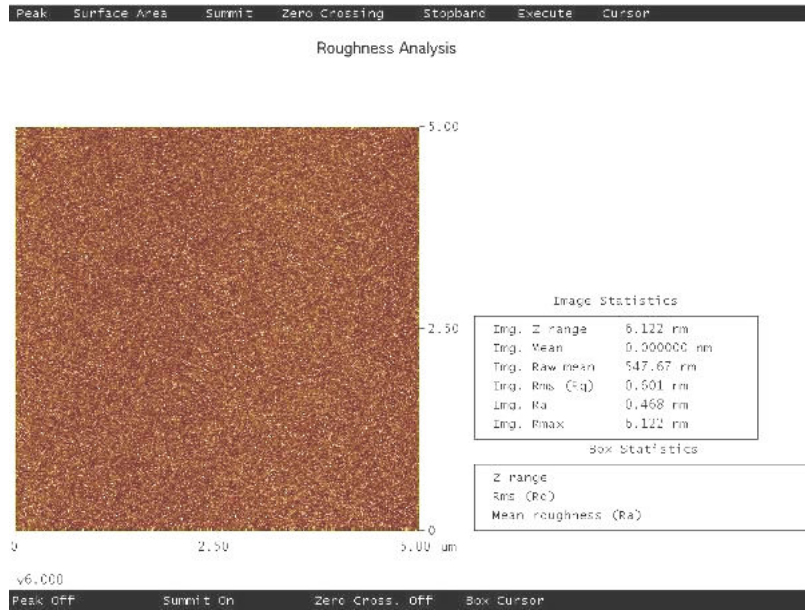 Peak Surface Area Summit Zero Crossing Stopband Execute Cursor
Roughness Analysis
5.00
2.50
0
0 2.50 5.00 um
Image Statistics
Img. Z range 6.122 nm
Img. Mean 0.000000 nm
Img. Raw mean 547.67 nm
Img. Rms (Rq) 0.601 nm
Img. Ra 0.468 nm
Img. Rmax 6.122 nm
Box Statistics
Z range
Rms (Rq)
Mean roughness (Ra)
v6.000
Peak Off Summit On Zero Cross. Off Box Cursor